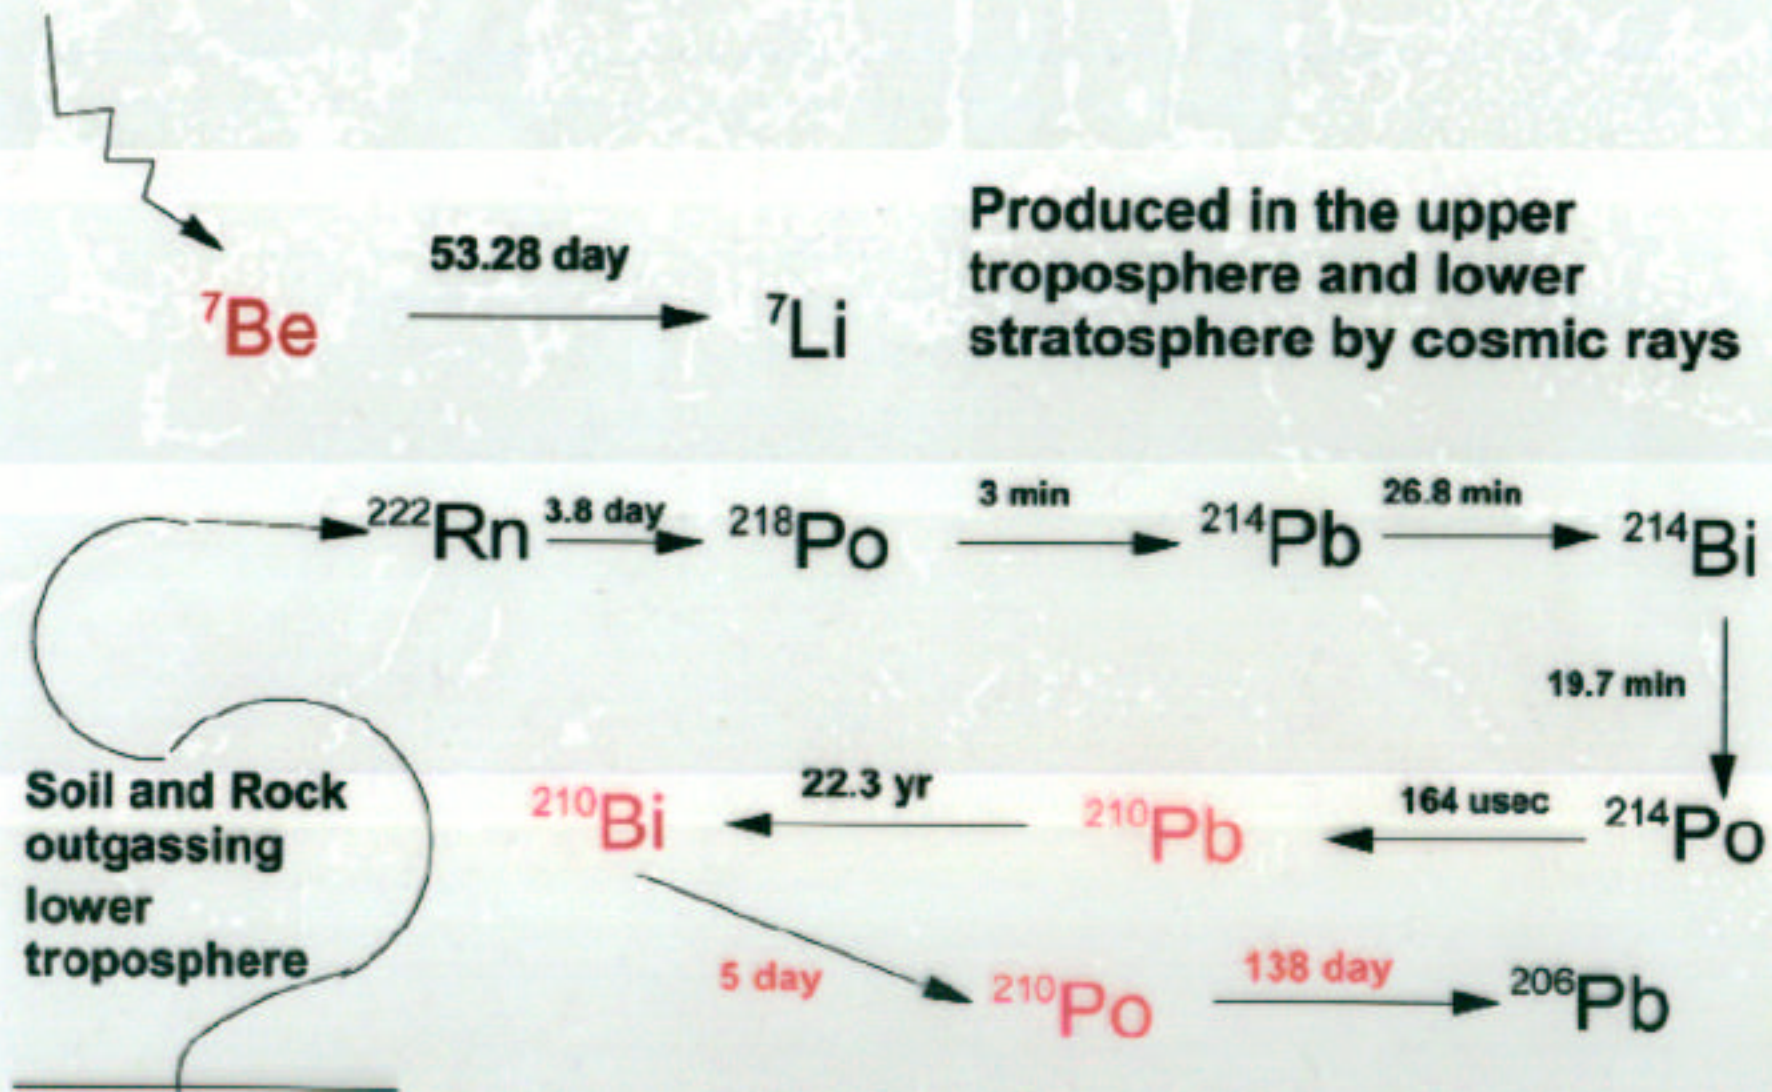 53.28 day
⁷Be
⁷Li
Produced in the upper
troposphere and lower
stratosphere by cosmic rays
²²²Rn
3.8 day
²¹⁸Po
3 min
²¹⁴Pb
26.8 min
²¹⁴Bi
19.7 min
²¹⁴Po
164 usec
²¹⁰Pb
22.3 yr
²¹⁰Bi
5 day
²¹⁰Po
138 day
²⁰⁶Pb
Soil and Rock
outgassing
lower
troposphere